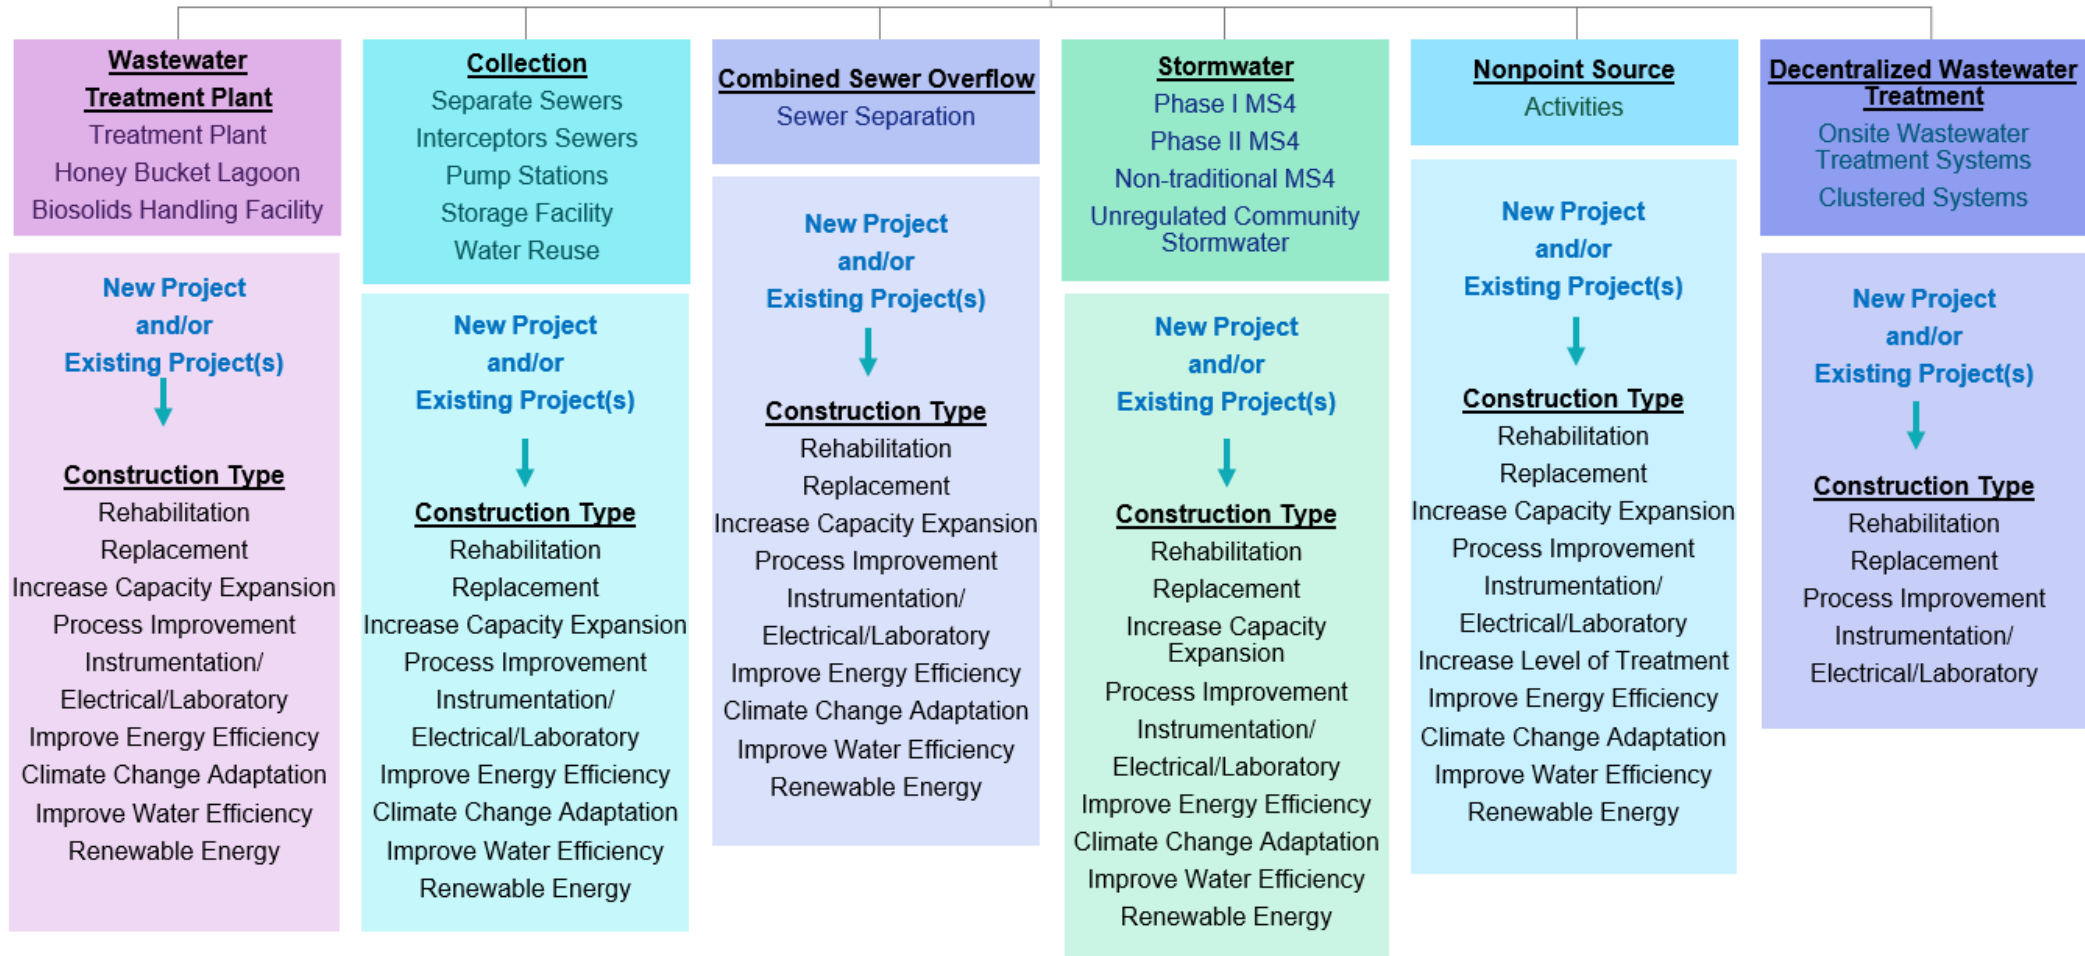 Wastewater
Treatment Plant
Treatment Plant
Honey Bucket Lagoon
Biosolids Handling Facility
New Project
and/or
Existing Project(s)
Construction Type
Rehabilitation
Replacement
Increase Capacity Expansion
Process Improvement
Instrumentation/
Electrical/Laboratory
Improve Energy Efficiency
Climate Change Adaptation
Improve Water Efficiency
Renewable Energy
Collection
Separate Sewers
Interceptors Sewers
Pump Stations
Storage Facility
Water Reuse
New Project
and/or
Existing Project(s)
Construction Type
Rehabilitation
Replacement
Increase Capacity Expansion
Process Improvement
Instrumentation/
Electrical/Laboratory
Improve Energy Efficiency
Climate Change Adaptation
Improve Water Efficiency
Renewable Energy
Combined Sewer Overflow
Sewer Separation
New Project
and/or
Existing Project(s)
Construction Type
Rehabilitation
Replacement
Increase Capacity Expansion
Process Improvement
Instrumentation/
Electrical/Laboratory
Improve Energy Efficiency
Climate Change Adaptation
Improve Water Efficiency
Renewable Energy
Stormwater
Phase I MS4
Phase II MS4
Non-traditional MS4
Unregulated Community
Stormwater
New Project
and/or
Existing Project(s)
Construction Type
Rehabilitation
Replacement
Increase Capacity
Expansion
Process Improvement
Instrumentation/
Electrical/Laboratory
Improve Energy Efficiency
Climate Change Adaptation
Improve Water Efficiency
Renewable Energy
Nonpoint Source
Activities
New Project
and/or
Existing Project(s)
Construction Type
Rehabilitation
Replacement
Increase Capacity Expansion
Process Improvement
Instrumentation/
Electrical/Laboratory
Increase Level of Treatment
Improve Energy Efficiency
Climate Change Adaptation
Improve Water Efficiency
Renewable Energy
Decentralized Wastewater
Treatment
Onsite Wastewater
Treatment Systems
Clustered Systems
New Project
and/or
Existing Project(s)
Construction Type
Rehabilitation
Replacement
Process Improvement
Instrumentation/
Electrical/Laboratory